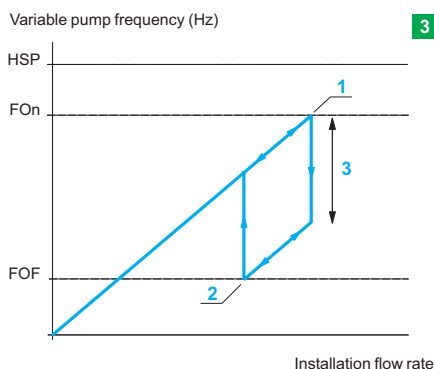 Variable pump frequency (Hz)
3
HSP
FOn
1
3
FOF
2
Installation flow rate